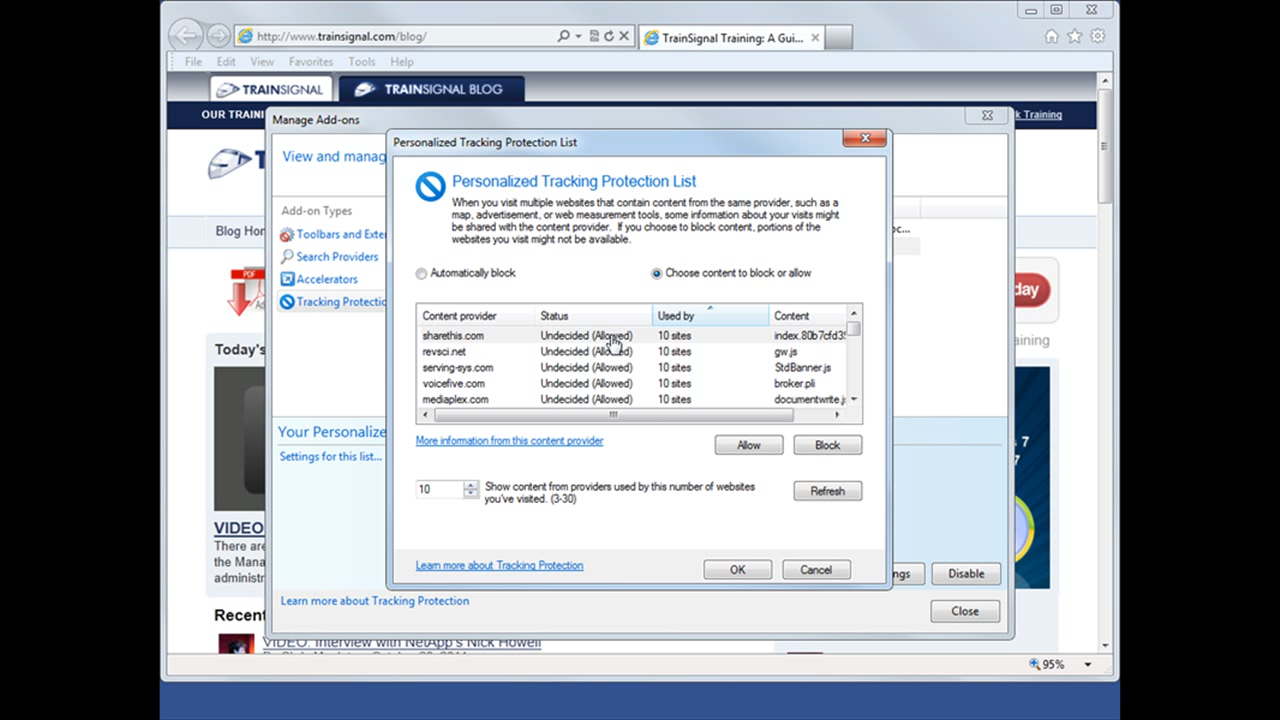 http://www.trainsignal.com/blog/
TrainSignal Training: A Gui...
File Edit View Favorites Tools Help
TRAINSIGNAL
TRAINSIGNAL BLOG
OUR TRAINI
k Training
Manage Add-ons
View and manag
Add-on Types
Toolbars and Exte
Search Providers
Accelerators
Tracking Protectio
Your Personalize
Settings for this list...
Learn more about Tracking Protection
Disable
Close
Personalized Tracking Protection List
Personalized Tracking Protection List
When you visit multiple websites that contain content from the same provider, such as a
map, advertisement, or web measurement tools, some information about your visits might
be shared with the content provider. If you choose to block content, portions of the
websites you visit might not be available.
Automatically block
Choose content to block or allow
Content provider Status Used by Content
sharethis.com Undecided (Allowed) 10 sites index.80b7cfd35
revsci.net Undecided (Allowed) 10 sites gw.js
serving-sys.com Undecided (Allowed) 10 sites StdBanner.js
voicefive.com Undecided (Allowed) 10 sites broker.pli
mediaplex.com Undecided (Allowed) 10 sites documentwrite.j
More information from this content provider
Allow Block
10 Show content from providers used by this number of websites
you've visited. (3-30)
Refresh
Learn more about Tracking Protection
OK Cancel
ngs
oc...
Blog Hom
PDF
day
aining
Today's
VIDEO
There are
the Mana
administr
Recent
VIDEO: Interview with NetApp's Nick Howell
95%